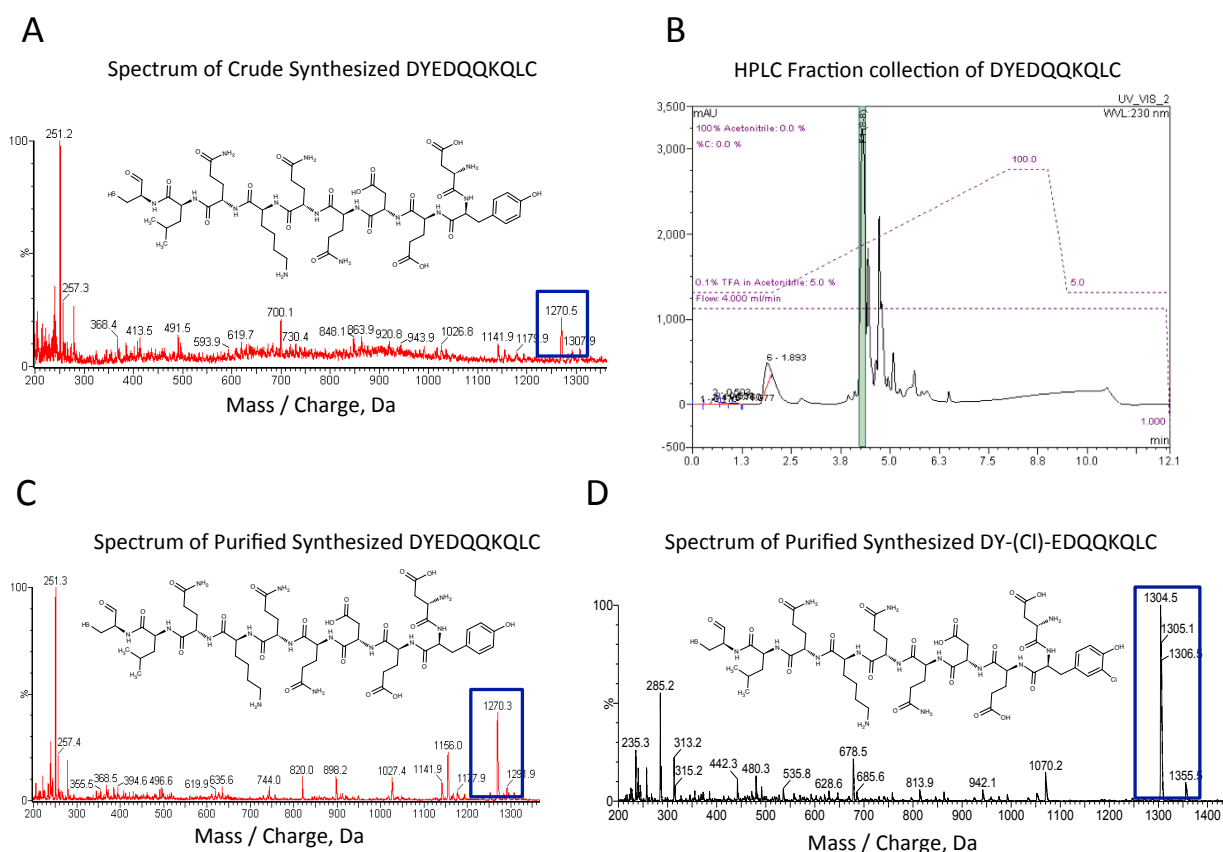 A
Spectrum of Crude Synthesized DYEDQQKQLC
100
251.2
%
257.3
368.4
413.5
491.5
593.9
619.7
700.1
730.4
848.1
863.9
920.8
943.9
1026.8
1141.9
1179.9
1270.5
1307.9
0
200 300 400 500 600 700 800 900 1000 1100 1200 1300
Mass / Charge, Da
B
HPLC Fraction collection of DYEDQQKQLC
UV_VIS_2
WVL:230 nm
3,500
mAU
100% Acetonitrile: 0.0 %
%C: 0.0 %
3,000
100.0
2,000
1,000
0.1% TFA in Acetonitrile: 5.0 %
5.0
Flow: 4.000 ml/min
6 - 1.893
0
1.000
min
-500
0.0 1.3 2.5 3.8 5.0 6.3 7.5 8.8 10.0 12.1
C
Spectrum of Purified Synthesized DYEDQQKQLC
100
251.3
%
257.4
355.5
368.5
394.6
496.6
619.9
635.6
744.0
820.0
898.2
1027.4
1141.9
1156.0
1177.9
1270.3
1291.9
0
200 300 400 500 600 700 800 900 1000 1100 1200 1300
Mass / Charge, Da
D
Spectrum of Purified Synthesized DY-(Cl)-EDQQKQLC
100
1304.5
1305.1
1306.5
%
235.3
285.2
313.2
315.2
442.3
480.3
535.8
628.6
678.5
685.6
813.9
942.1
1070.2
1355.5
0
200 300 400 500 600 700 800 900 1000 1100 1200 1300 1400
Mass / Charge, Da